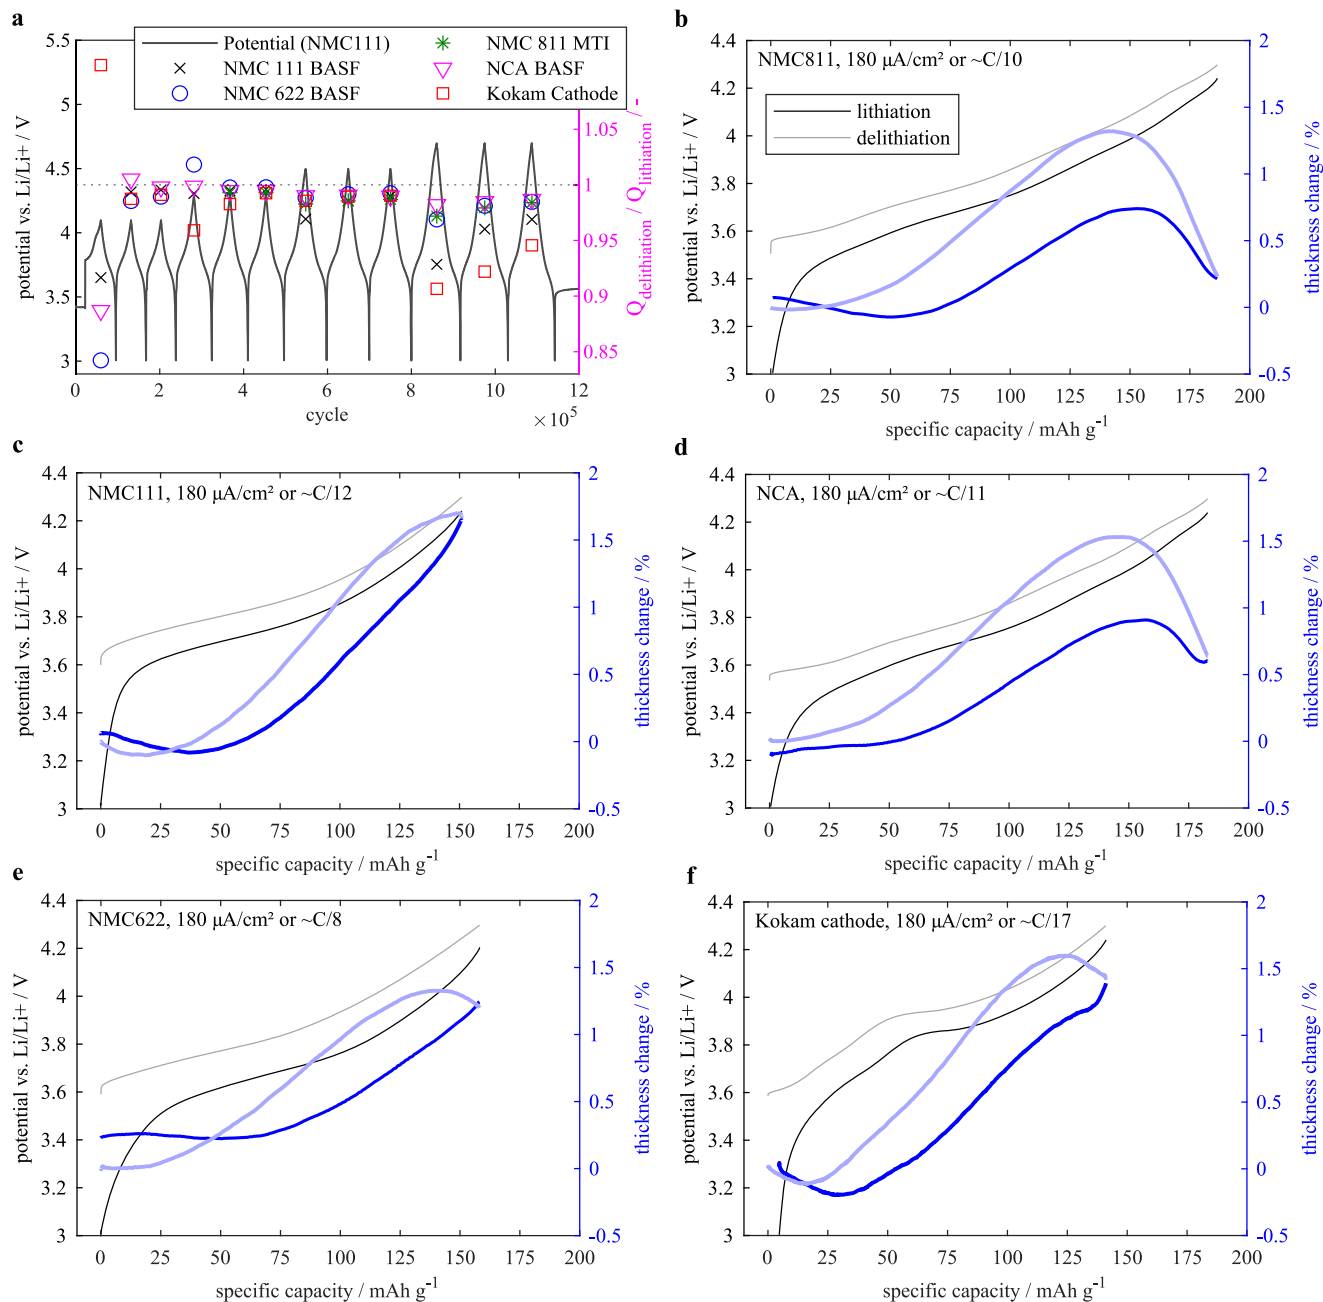 a
5.5
5
4.5
4
3.5
3
potential vs. Li/Li+ / V
Potential (NMC111)
NMC 111 BASF
NMC 622 BASF
NMC 811 MTI
NCA BASF
Kokam Cathode
1.05
1
0.95
0.9
0.85
Q_delithiation / Q_lithiation / -
0 2 4 6 8 10 12
cycle
×10^5
b
NMC811, 180 μA/cm² or ~C/10
lithiation
delithiation
4.4
4.2
4
3.8
3.6
3.4
3.2
3
potential vs. Li/Li+ / V
2
1.5
1
0.5
0
-0.5
thickness change / %
0 25 50 75 100 125 150 175 200
specific capacity / mAh g^-1
c
NMC111, 180 μA/cm² or ~C/12
4.4
4.2
4
3.8
3.6
3.4
3.2
3
potential vs. Li/Li+ / V
2
1.5
1
0.5
0
-0.5
thickness change / %
0 25 50 75 100 125 150 175 200
specific capacity / mAh g^-1
d
NCA, 180 μA/cm² or ~C/11
4.4
4.2
4
3.8
3.6
3.4
3.2
3
potential vs. Li/Li+ / V
2
1.5
1
0.5
0
-0.5
thickness change / %
0 25 50 75 100 125 150 175 200
specific capacity / mAh g^-1
e
NMC622, 180 μA/cm² or ~C/8
4.4
4.2
4
3.8
3.6
3.4
3.2
3
potential vs. Li/Li+ / V
2
1.5
1
0.5
0
-0.5
thickness change / %
0 25 50 75 100 125 150 175 200
specific capacity / mAh g^-1
f
Kokam cathode, 180 μA/cm² or ~C/17
4.4
4.2
4
3.8
3.6
3.4
3.2
3
potential vs. Li/Li+ / V
2
1.5
1
0.5
0
-0.5
thickness change / %
0 25 50 75 100 125 150 175 200
specific capacity / mAh g^-1